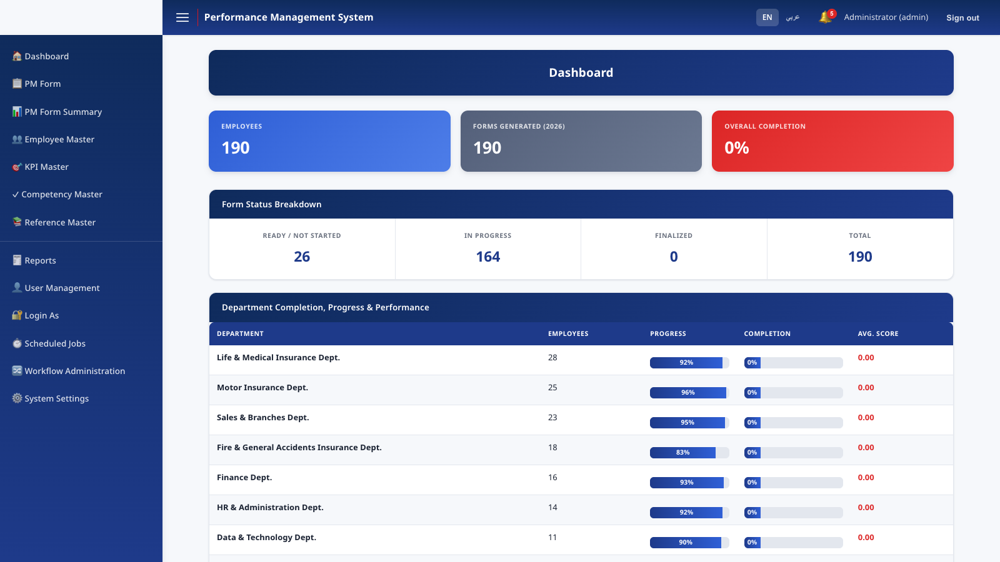 Performance Management System
EN
عربي
5
Administrator (admin)
Sign out
Dashboard
PM Form
PM Form Summary
Employee Master
KPI Master
Competency Master
Reference Master
Reports
User Management
Login As
Scheduled Jobs
Workflow Administration
System Settings
Dashboard
EMPLOYEES
190
FORMS GENERATED (2026)
190
OVERALL COMPLETION
0%
Form Status Breakdown
READY / NOT STARTED
26
IN PROGRESS
164
FINALIZED
0
TOTAL
190
Department Completion, Progress & Performance
DEPARTMENT EMPLOYEES PROGRESS COMPLETION AVG. SCORE
Life & Medical Insurance Dept. 28 92% 0% 0.00
Motor Insurance Dept. 25 96% 0% 0.00
Sales & Branches Dept. 23 95% 0% 0.00
Fire & General Accidents Insurance Dept. 18 83% 0% 0.00
Finance Dept. 16 93% 0% 0.00
HR & Administration Dept. 14 92% 0% 0.00
Data & Technology Dept. 11 90% 0% 0.00